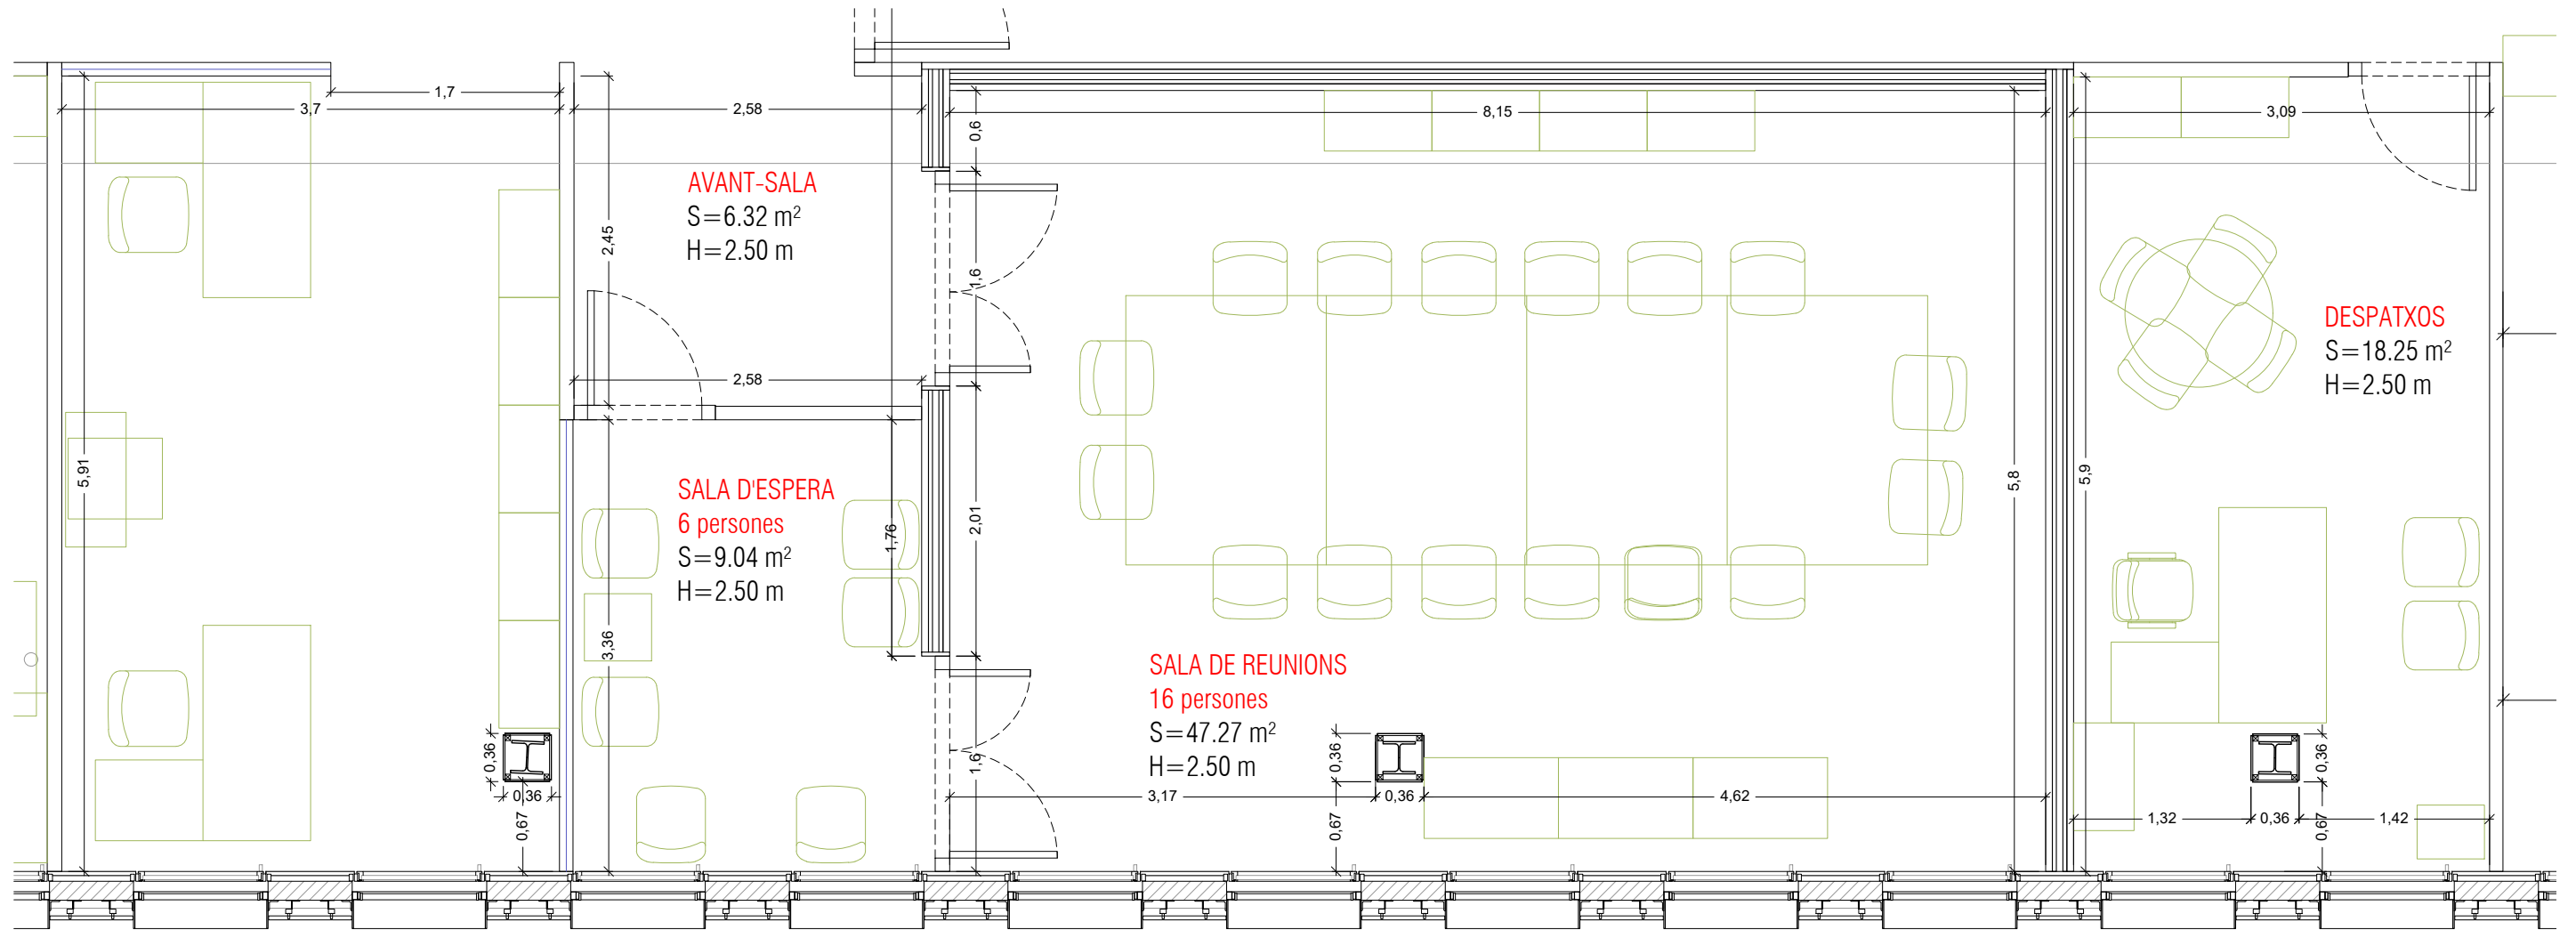 1,7
3,7
2,58
8,15
3,09
0,6
AVANT-SALA
S=6.32 m²
H=2.50 m
2,45
1,6
2,58
DESPATXOS
S=18.25 m²
H=2.50 m
5,91
5,8
5,9
SALA D'ESPERA
6 persones
S=9.04 m²
H=2.50 m
1,76
2,01
3,36
SALA DE REUNIONS
16 persones
S=47.27 m²
H=2.50 m
0,36
0,36
0,67
1,6
3,17
0,36
0,36
4,62
0,67
0,36
1,32
0,36
1,42
0,67